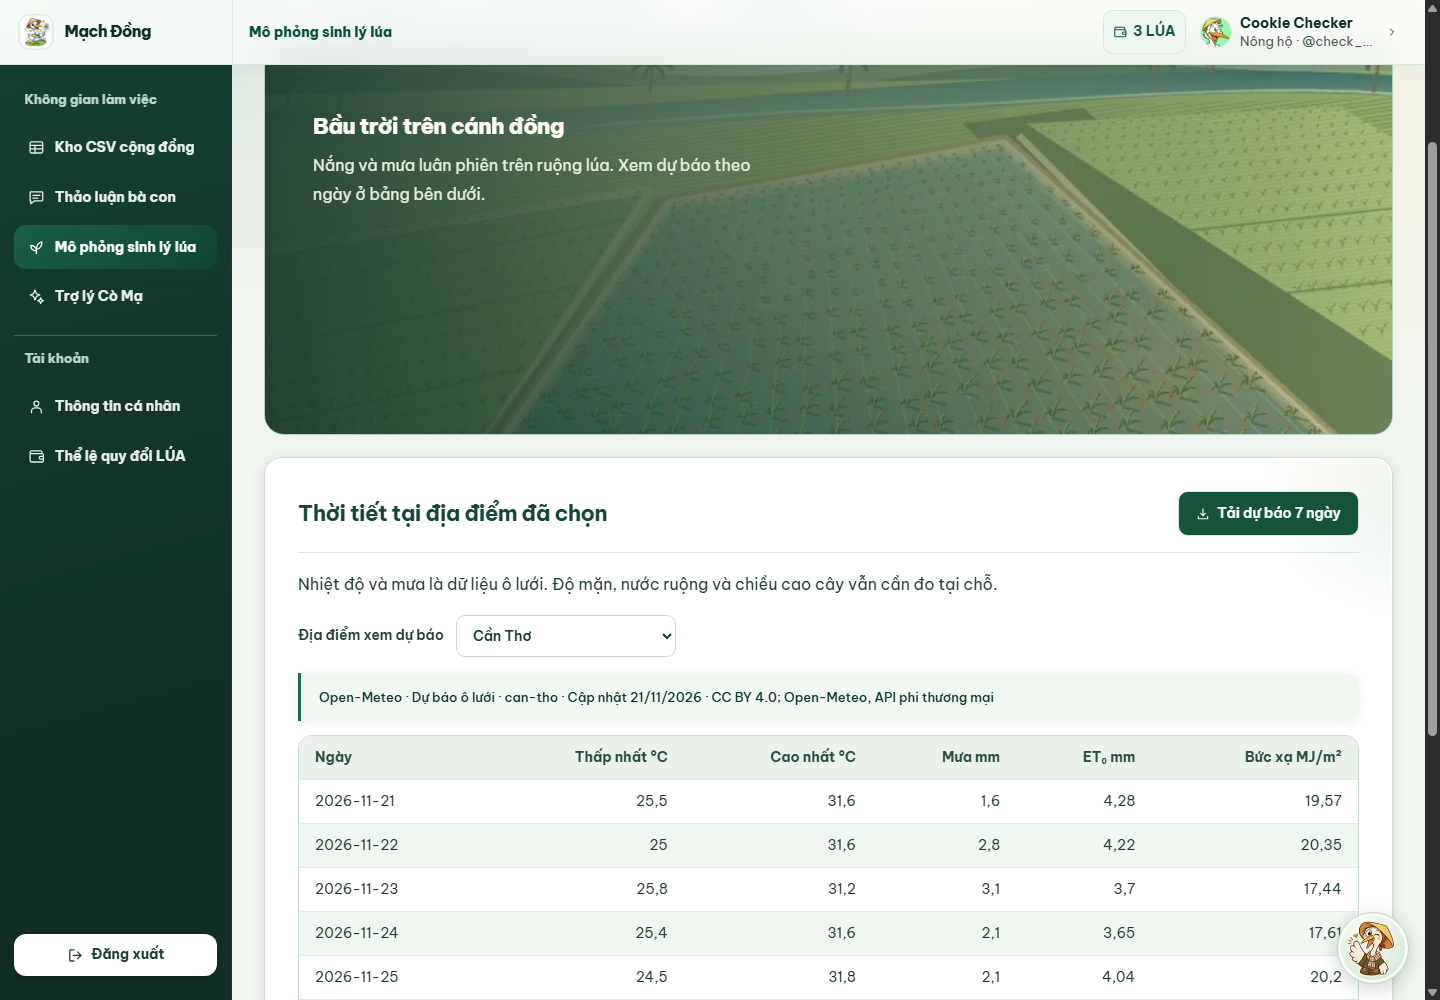 Mạch Đồng
Mô phỏng sinh lý lúa
3 LÚA
Cookie Checker
Nông hộ · @check_...
Không gian làm việc
Kho CSV cộng đồng
Thảo luận bà con
Mô phỏng sinh lý lúa
Trợ lý Cò Mạ
Tài khoản
Thông tin cá nhân
Thể lệ quy đổi LÚA
Đăng xuất
Bầu trời trên cánh đồng
Nắng và mưa luân phiên trên ruộng lúa. Xem dự báo theo
ngày ở bảng bên dưới.
Thời tiết tại địa điểm đã chọn
Tải dự báo 7 ngày
Nhiệt độ và mưa là dữ liệu ô lưới. Độ mặn, nước ruộng và chiều cao cây vẫn cần đo tại chỗ.
Địa điểm xem dự báo
Cần Thơ
Open-Meteo · Dự báo ô lưới · can-tho · Cập nhật 21/11/2026 · CC BY 4.0; Open-Meteo, API phi thương mại
Ngày Thấp nhất °C Cao nhất °C Mưa mm ET₀ mm Bức xạ MJ/m²
2026-11-21 25,5 31,6 1,6 4,28 19,57
2026-11-22 25 31,6 2,8 4,22 20,35
2026-11-23 25,8 31,2 3,1 3,7 17,44
2026-11-24 25,4 31,6 2,1 3,65 17,61
2026-11-25 24,5 31,8 2,1 4,04 20,2